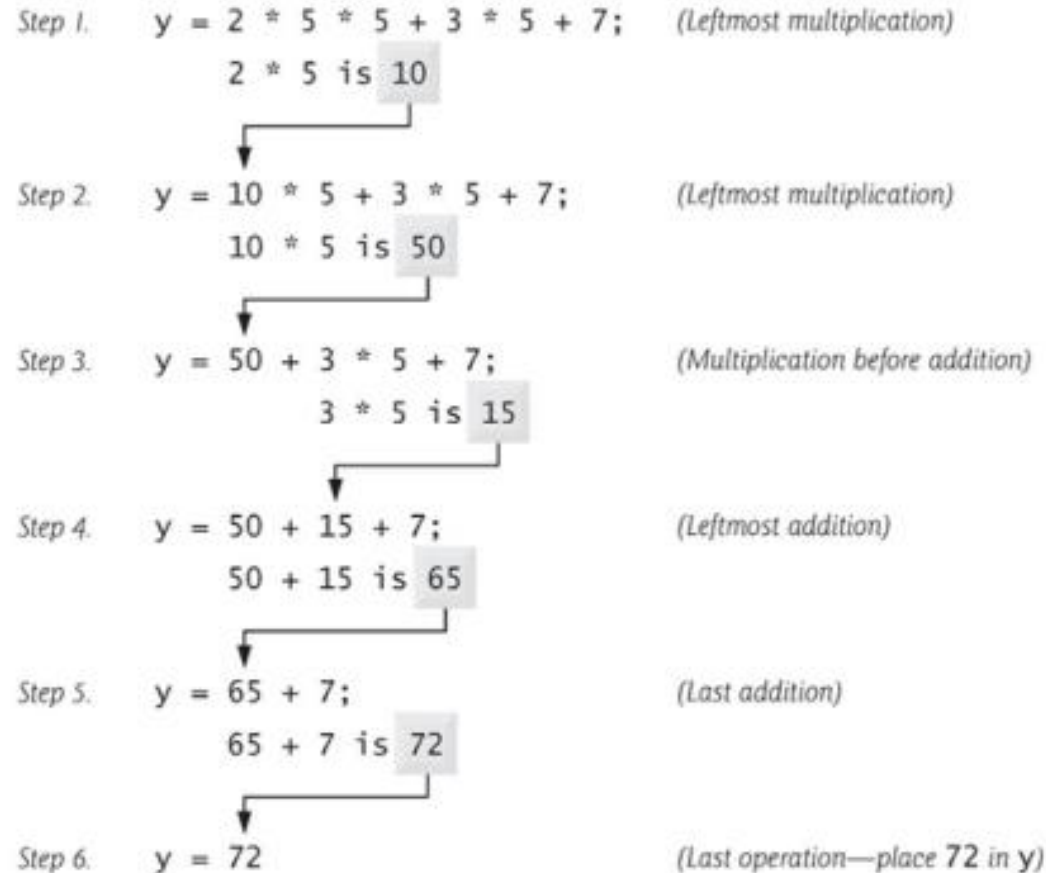 Step 1. y = 2 * 5 * 5 + 3 * 5 + 7; (Leftmost multiplication)
2 * 5 is 10
Step 2. y = 10 * 5 + 3 * 5 + 7; (Leftmost multiplication)
10 * 5 is 50
Step 3. y = 50 + 3 * 5 + 7; (Multiplication before addition)
3 * 5 is 15
Step 4. y = 50 + 15 + 7; (Leftmost addition)
50 + 15 is 65
Step 5. y = 65 + 7; (Last addition)
65 + 7 is 72
Step 6. y = 72 (Last operation—place 72 in y)